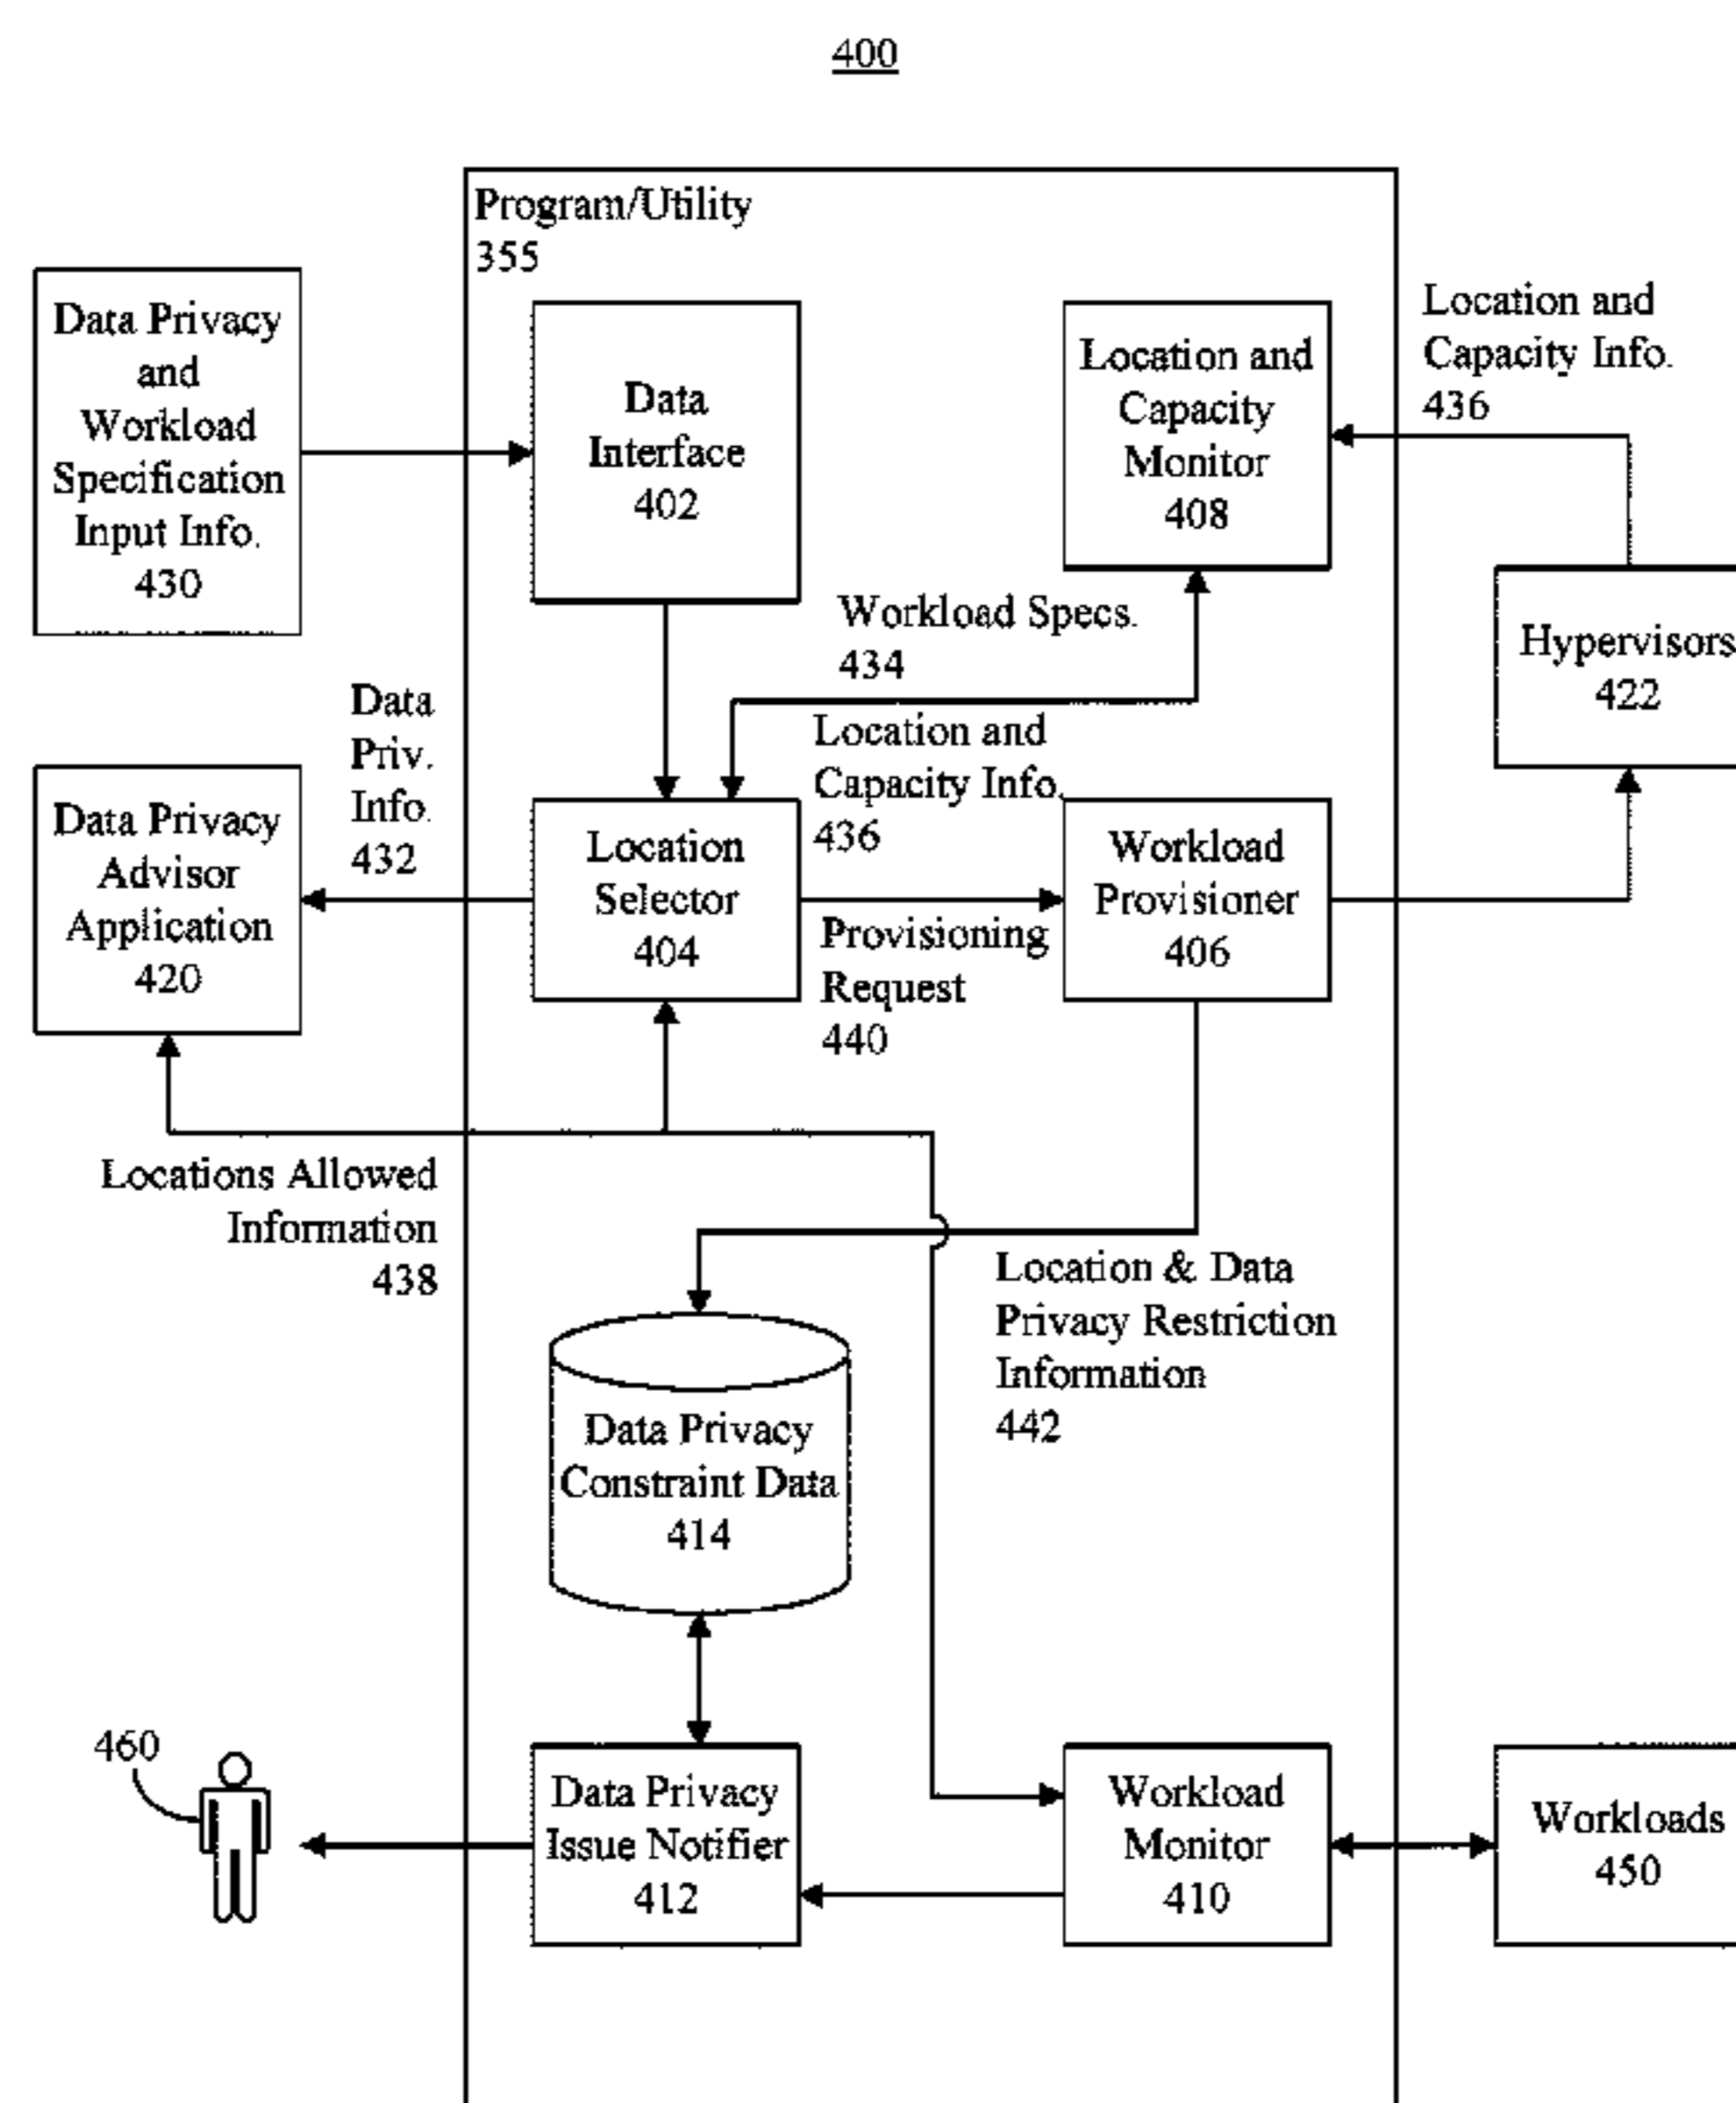 400
Program/Utility
355
Data Privacy
and
Workload
Specification
Input Info.
430
Data
Interface
402
Location and
Capacity
Monitor
408
Location and
Capacity Info.
436
Hypervisors
422
Workload Specs.
434
Location and
Capacity Info.
436
Data
Priv.
Info.
432
Data Privacy
Advisor
Application
420
Location
Selector
404
Provisioning
Request
440
Workload
Provisioner
406
Locations Allowed
Information
438
Location & Data
Privacy Restriction
Information
442
Data Privacy
Constraint Data
414
460
Data Privacy
Issue Notifier
412
Workload
Monitor
410
Workloads
450